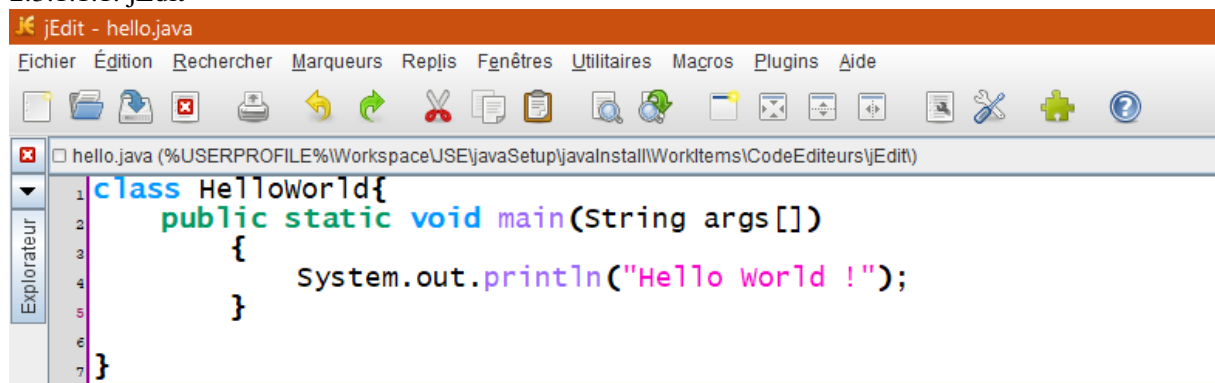 jEdit - hello.java
Fichier Édition Rechercher Marqueurs Replis Fenêtres Utilitaires Macros Plugins Aide
hello.java (%USERPROFILE%\Workspace\JSE\javaSetup\javaInstall\WorkItems\CodeEditeurs\jEdit\)
Explorateur
1 class HelloWorld{
2 public static void main(String args[])
3 {
4 System.out.println("Hello World !");
5 }
6
7 }